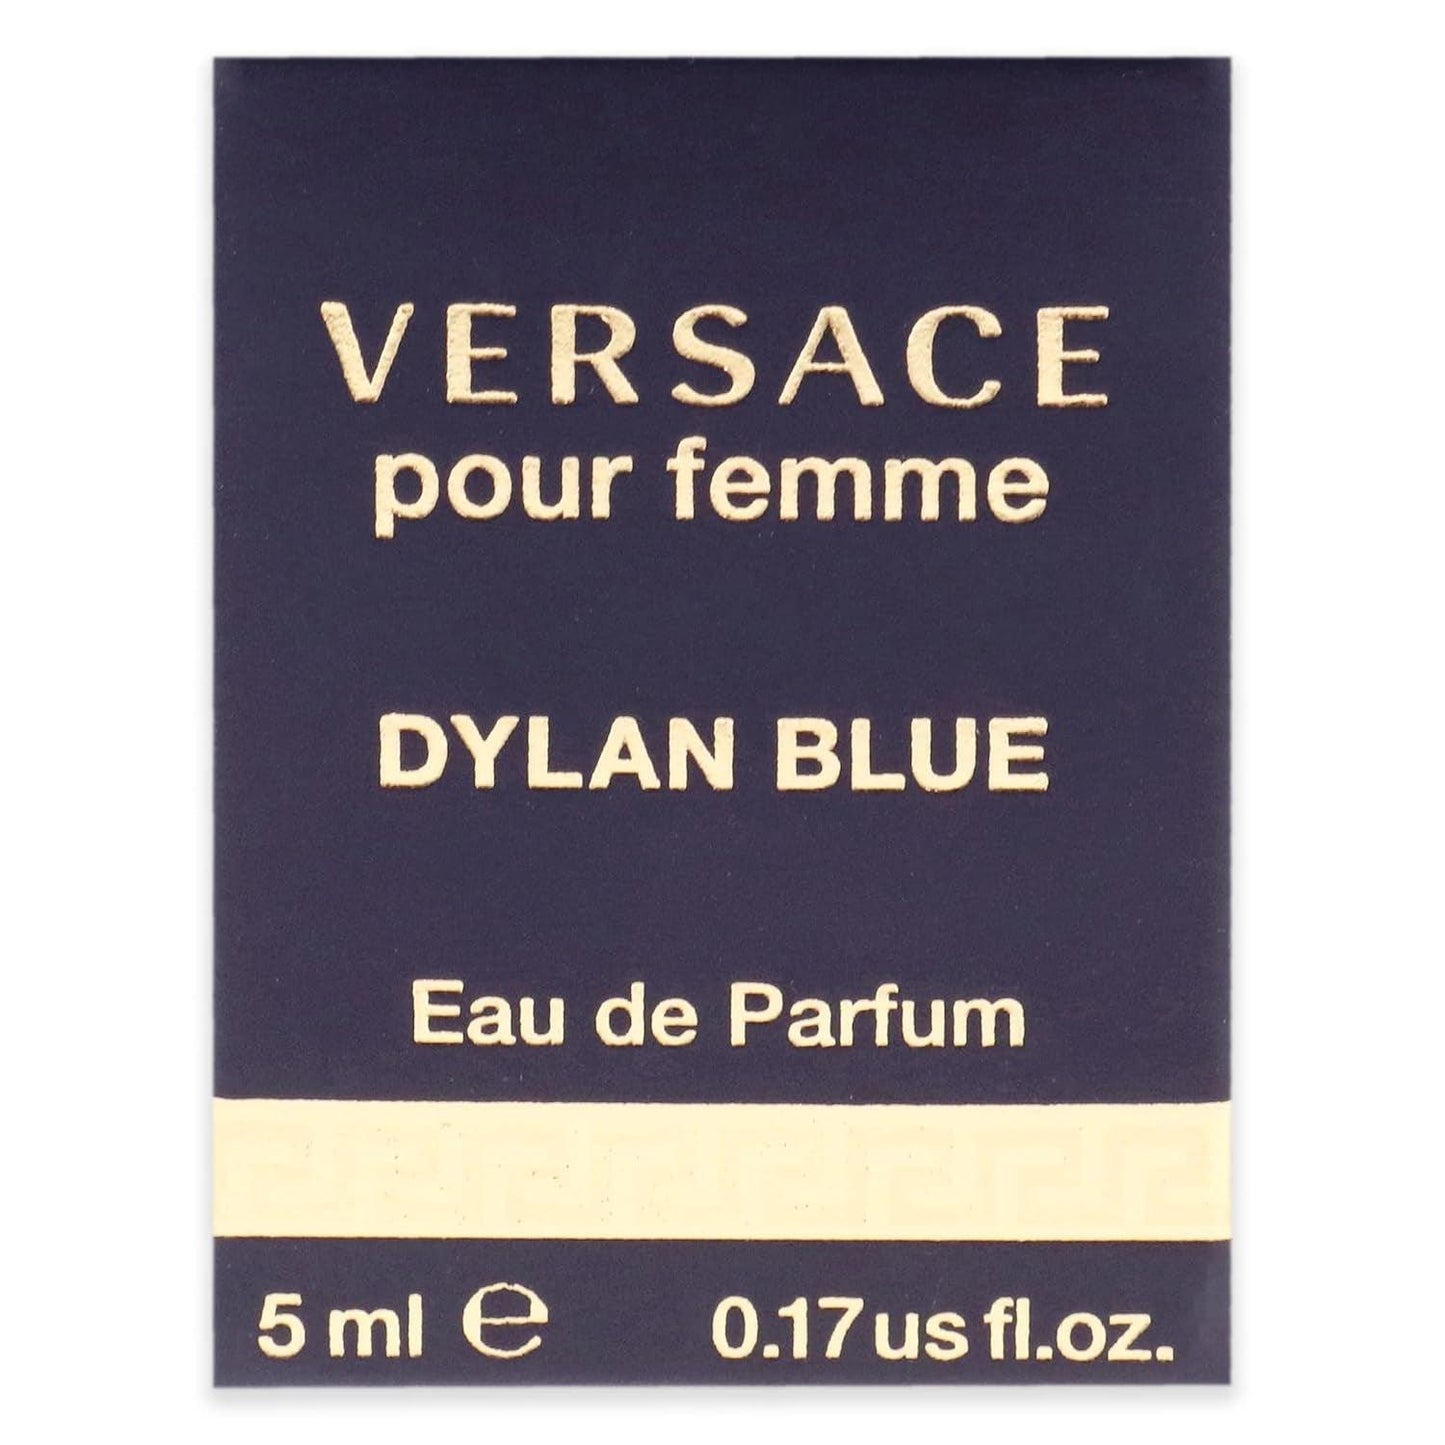 VERSACE
pour femme
DYLAN BLUE
Eau de Parfum
5 ml ℮ 0.17 us fl.oz.